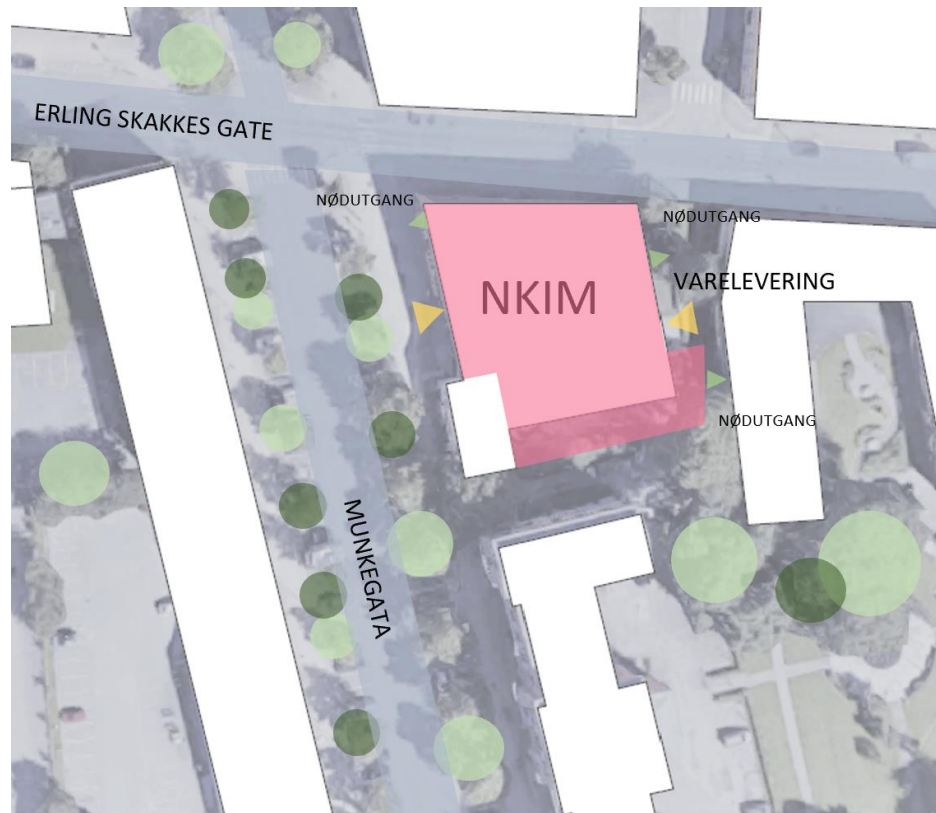 ERLING SKAKKES GATE
NØDUTGANG
NØDUTGANG
VARELEVERING
NKIM
NØDUTGANG
MUNKEGATA